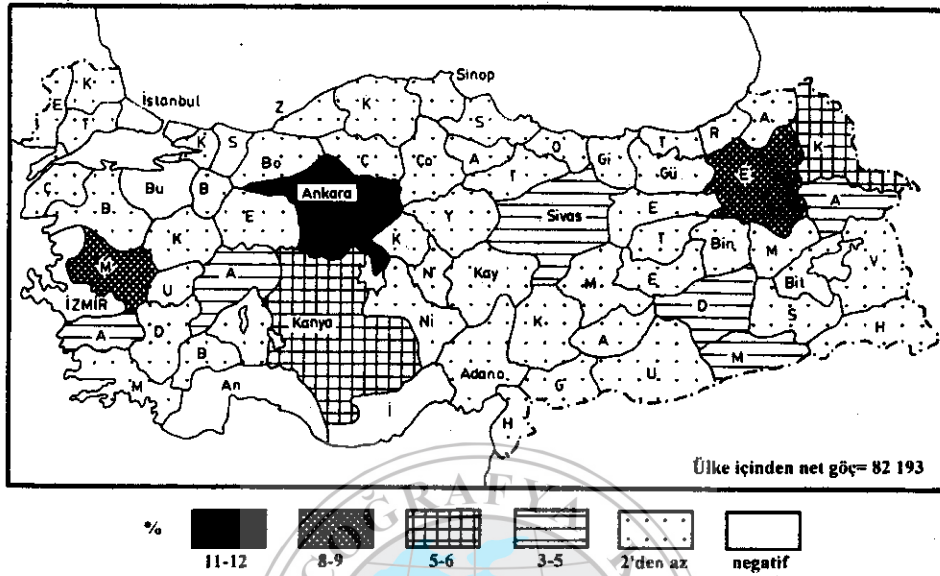 Sinop
K
E
İ
T
İstanbul
Z
K
S
K
S
Bo
Ç
Ço
A
T
O
Gi
T
Gü
R
A
K
E
A
Ç
B
Bu
B
E
Ankara
K
Y
Sivas
E
T
Bin
M
V
M
K
U
A
N
Kay
M
E
Bit
İZMİR
Kanya
Ni
K
D
S
H
A
D
B
A
M
M
An
İ
Adana
G
U
H
Ülke içinden net göç= 82 193
%
11-12 8-9 5-6 3-5 2'den az negatif
COĞRAFYA